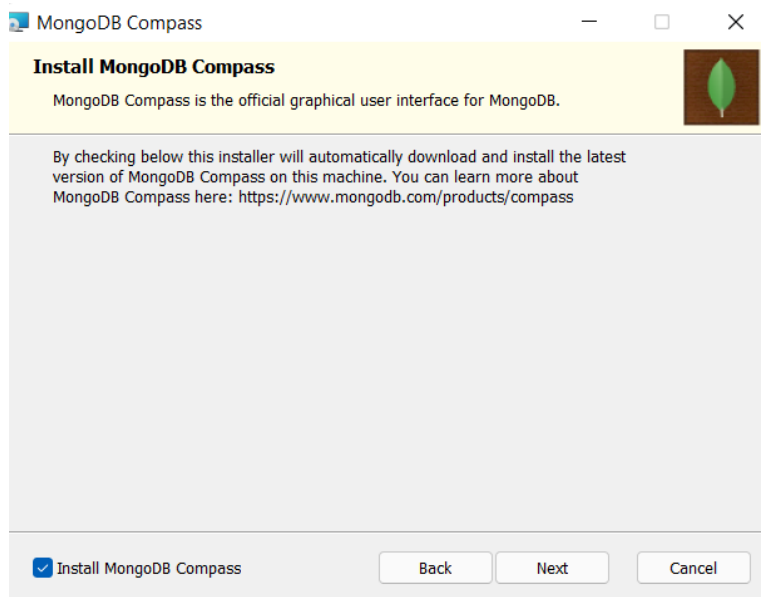 MongoDB Compass
Install MongoDB Compass
MongoDB Compass is the official graphical user interface for MongoDB.
By checking below this installer will automatically download and install the latest
version of MongoDB Compass on this machine. You can learn more about
MongoDB Compass here: https://www.mongodb.com/products/compass
Install MongoDB Compass Back Next Cancel